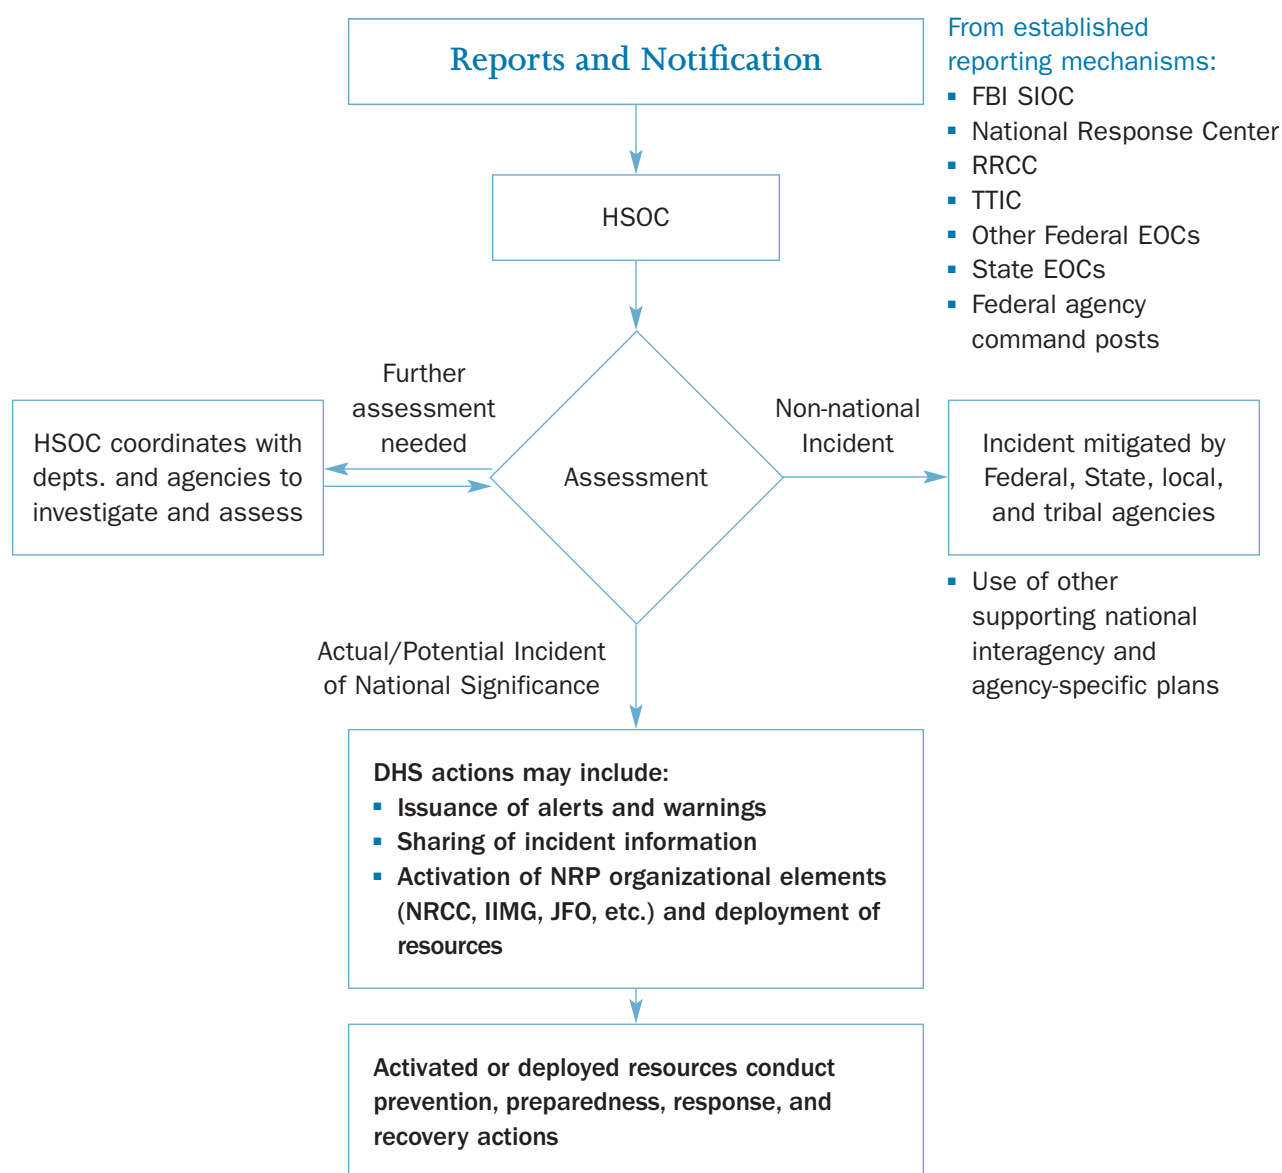 Reports and Notification
From established
reporting mechanisms:
▪ FBI SIOC
▪ National Response Center
▪ RRCC
▪ TTIC
▪ Other Federal EOCs
▪ State EOCs
▪ Federal agency
command posts
HSOC
Further
assessment
needed
Non-national
Incident
HSOC coordinates with
depts. and agencies to
investigate and assess
Assessment
Incident mitigated by
Federal, State, local,
and tribal agencies
▪ Use of other
supporting national
interagency and
agency-specific plans
Actual/Potential Incident
of National Significance
DHS actions may include:
▪ Issuance of alerts and warnings
▪ Sharing of incident information
▪ Activation of NRP organizational elements
(NRCC, IIMG, JFO, etc.) and deployment of
resources
Activated or deployed resources conduct
prevention, preparedness, response, and
recovery actions